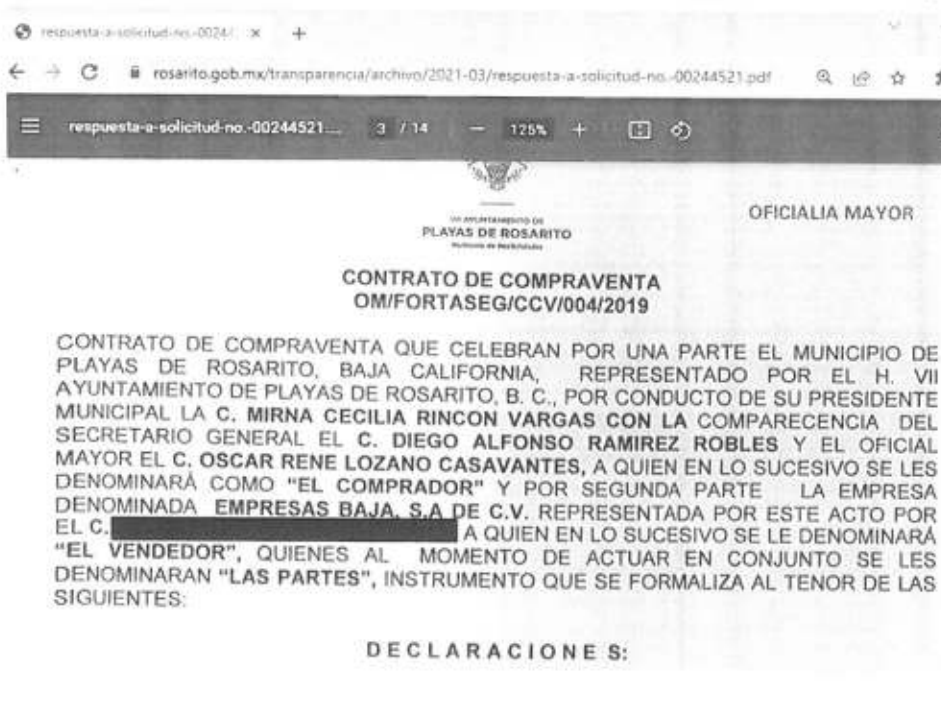 respuesta-a-solicitud-no.-0024
rosarito.gob.mx/transparencia/archivo/2021-03/respuesta-a-solicitud-no.-00244521.pdf
respuesta-a-solicitud-no.-00244521... 3 / 14 — 125% +
OFICIALIA MAYOR
VII AYUNTAMIENTO DE
PLAYAS DE ROSARITO
CONTRATO DE COMPRAVENTA
OM/FORTASEG/CCV/004/2019
CONTRATO DE COMPRAVENTA QUE CELEBRAN POR UNA PARTE EL MUNICIPIO DE
PLAYAS DE ROSARITO, BAJA CALIFORNIA, REPRESENTADO POR EL H. VII
AYUNTAMIENTO DE PLAYAS DE ROSARITO, B. C., POR CONDUCTO DE SU PRESIDENTE
MUNICIPAL LA C. MIRNA CECILIA RINCON VARGAS CON LA COMPARECENCIA DEL
SECRETARIO GENERAL EL C. DIEGO ALFONSO RAMIREZ ROBLES Y EL OFICIAL
MAYOR EL C. OSCAR RENE LOZANO CASAVANTES, A QUIEN EN LO SUCESIVO SE LES
DENOMINARÁ COMO "EL COMPRADOR" Y POR SEGUNDA PARTE LA EMPRESA
DENOMINADA EMPRESAS BAJA, S.A DE C.V. REPRESENTADA POR ESTE ACTO POR
EL C. A QUIEN EN LO SUCESIVO SE LE DENOMINARÁ
"EL VENDEDOR", QUIENES AL MOMENTO DE ACTUAR EN CONJUNTO SE LES
DENOMINARAN "LAS PARTES", INSTRUMENTO QUE SE FORMALIZA AL TENOR DE LAS
SIGUIENTES:
D E C L A R A C I O N E S: